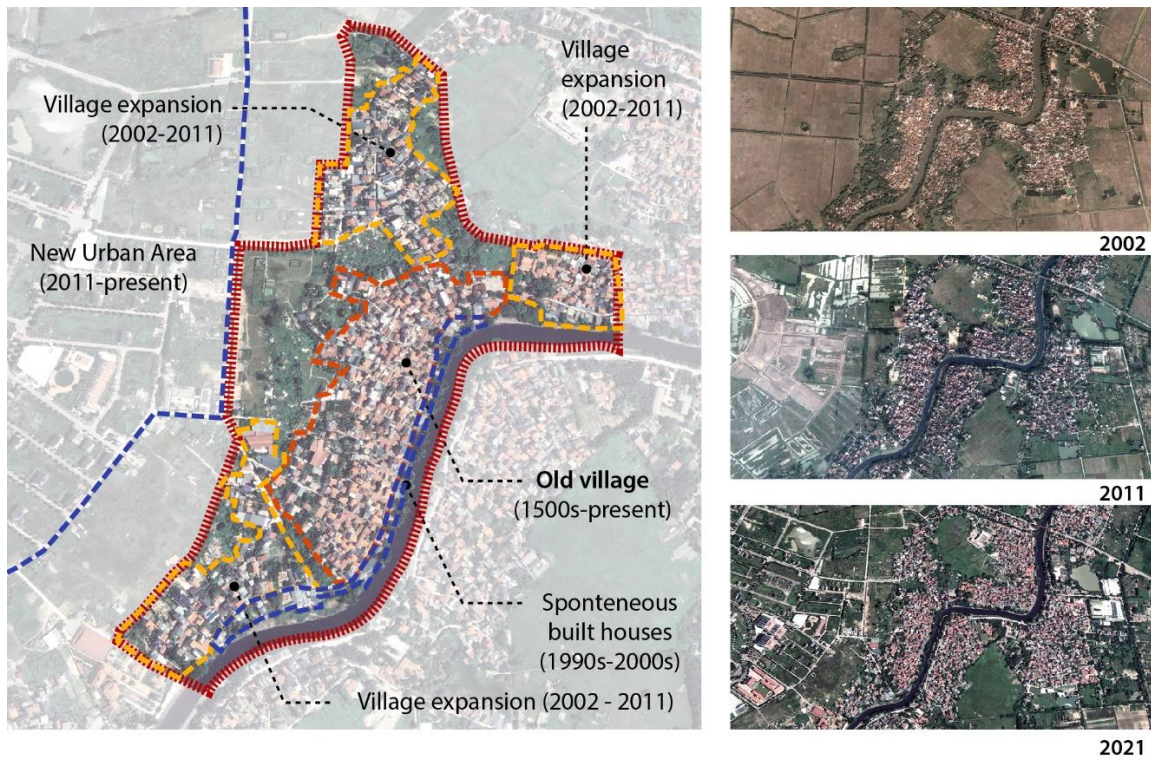 Village expansion
(2002-2011)
Village
expansion
(2002-2011)
New Urban Area
(2011-present)
Old village
(1500s-present)
Sponteneous
built houses
(1990s-2000s)
Village expansion (2002 - 2011)
2002
2011
2021